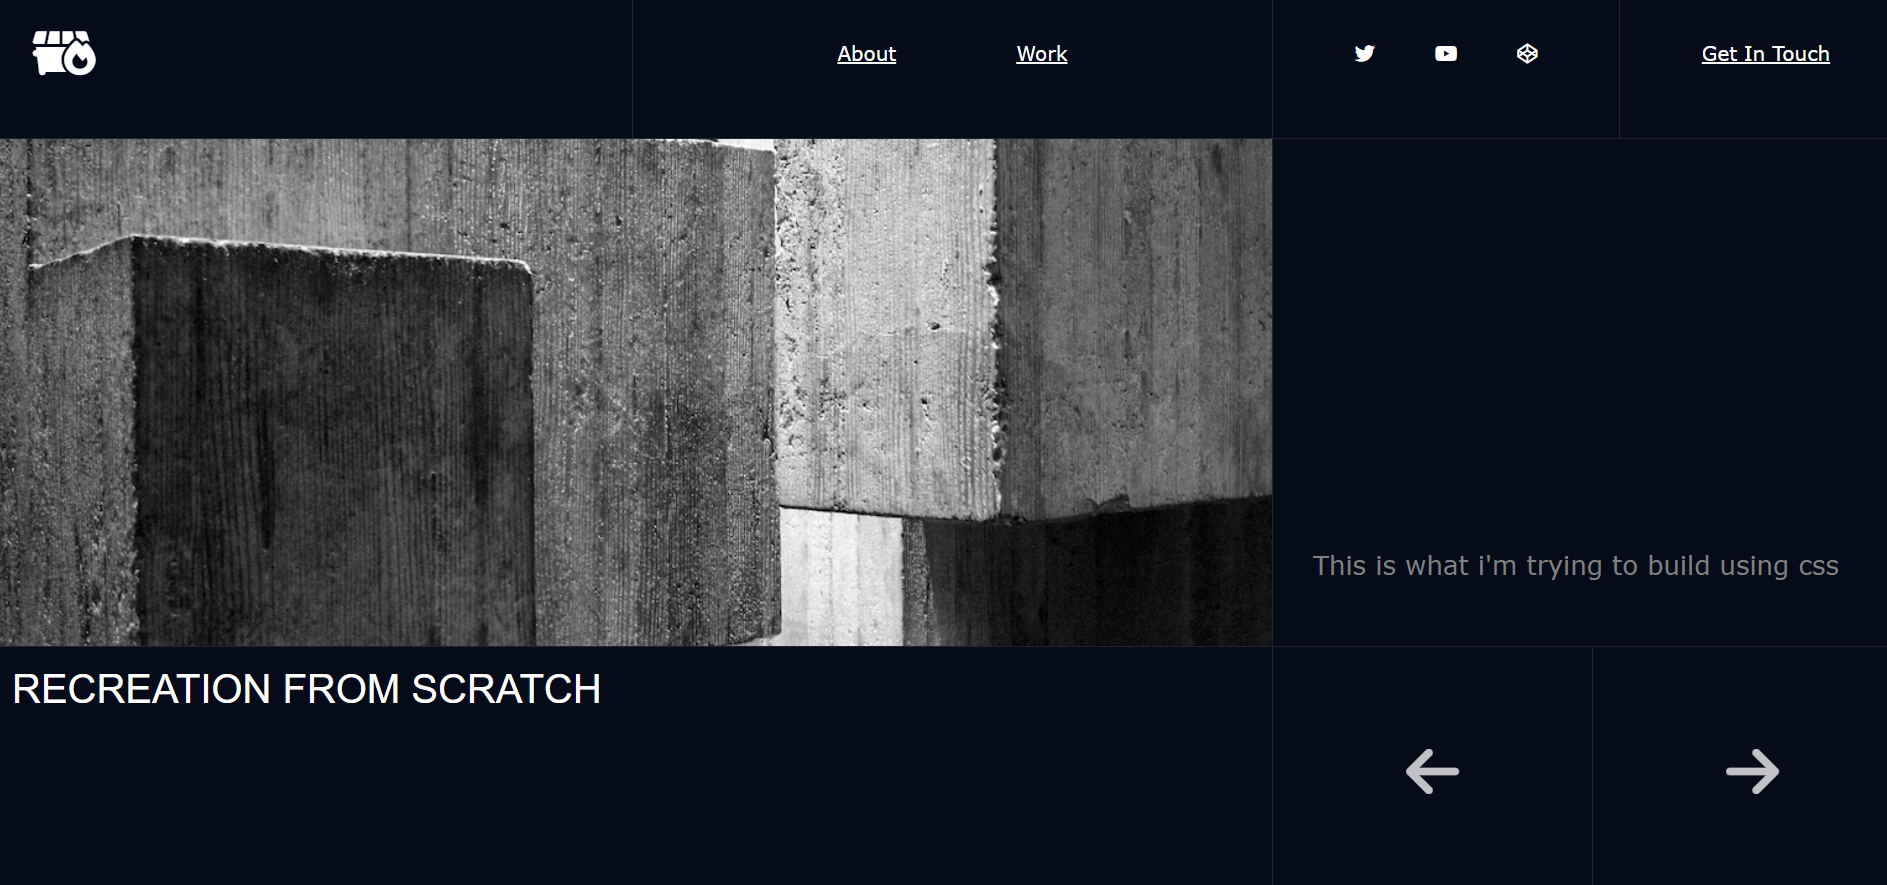 About
Work
Get In Touch
This is what i'm trying to build using css
RECREATION FROM SCRATCH